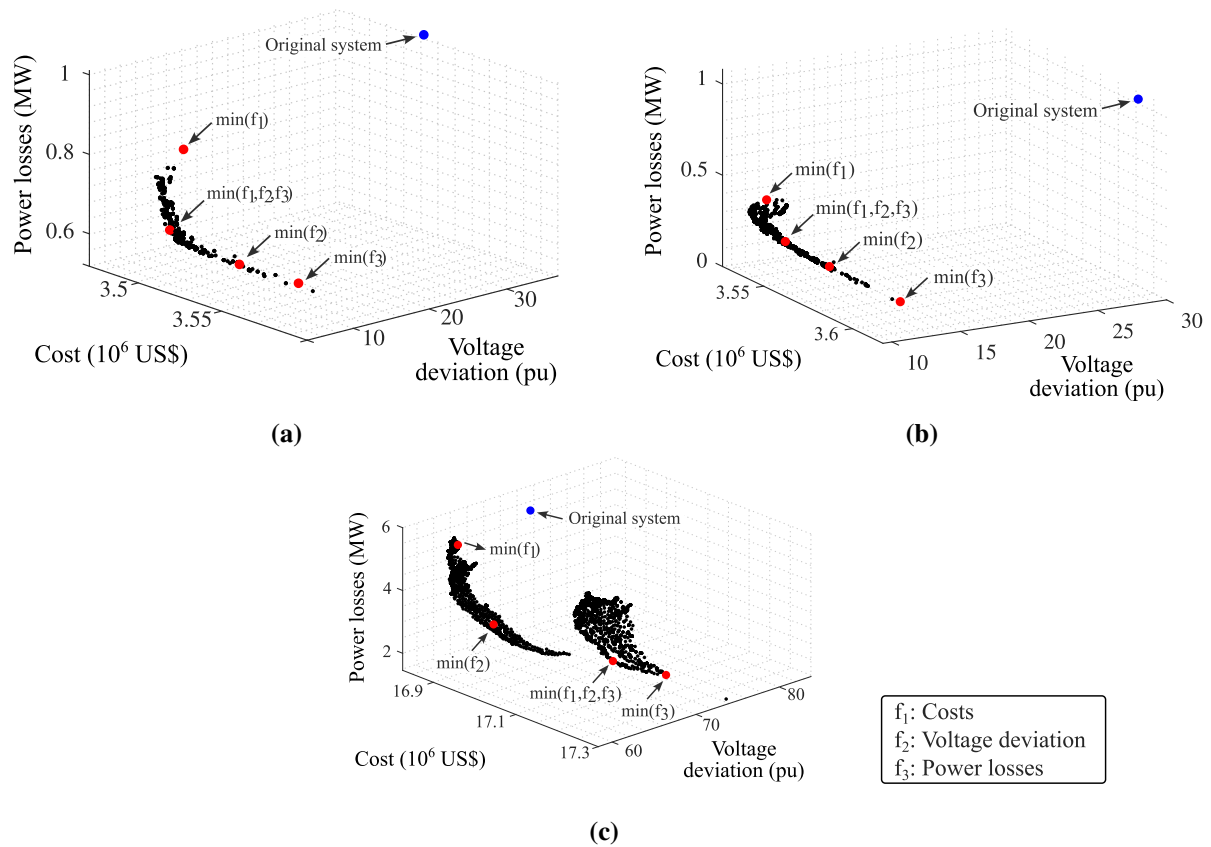 Original system
1
Power losses (MW)
min(f1)
0.8
min(f1,f2,f3)
0.6
min(f2)
min(f3)
3.5
3.55
30
20
10
Cost (10^6 US$)
Voltage
deviation (pu)
(a)
1
Power losses (MW)
Original system
0.5
min(f1)
min(f1,f2,f3)
min(f2)
0
min(f3)
3.55
3.6
30
25
20
15
10
Cost (10^6 US$)
Voltage
deviation (pu)
(b)
6
Power losses (MW)
Original system
min(f1)
4
min(f2)
2
min(f1,f2,f3)
min(f3)
16.9
17.1
17.3
80
70
60
Cost (10^6 US$)
Voltage
deviation (pu)
f1: Costs
f2: Voltage deviation
f3: Power losses
(c)